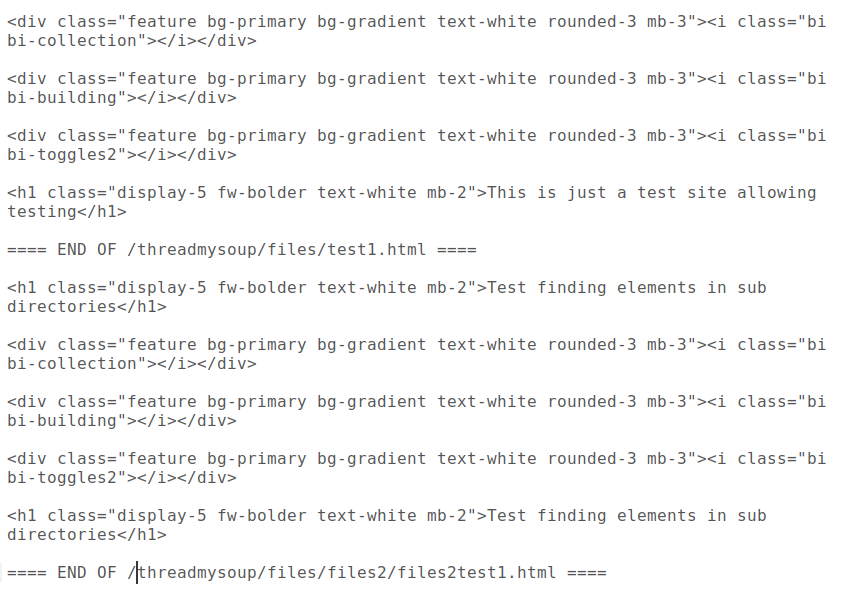 <div class="feature bg-primary bg-gradient text-white rounded-3 mb-3"><i class="bi
bi-collection"></i></div>
<div class="feature bg-primary bg-gradient text-white rounded-3 mb-3"><i class="bi
bi-building"></i></div>
<div class="feature bg-primary bg-gradient text-white rounded-3 mb-3"><i class="bi
bi-toggles2"></i></div>
<h1 class="display-5 fw-bolder text-white mb-2">This is just a test site allowing
testing</h1>
==== END OF /threadmysoup/files/test1.html ====
<h1 class="display-5 fw-bolder text-white mb-2">Test finding elements in sub
directories</h1>
<div class="feature bg-primary bg-gradient text-white rounded-3 mb-3"><i class="bi
bi-collection"></i></div>
<div class="feature bg-primary bg-gradient text-white rounded-3 mb-3"><i class="bi
bi-building"></i></div>
<div class="feature bg-primary bg-gradient text-white rounded-3 mb-3"><i class="bi
bi-toggles2"></i></div>
<h1 class="display-5 fw-bolder text-white mb-2">Test finding elements in sub
directories</h1>
==== END OF /threadmysoup/files/files2/files2test1.html ====